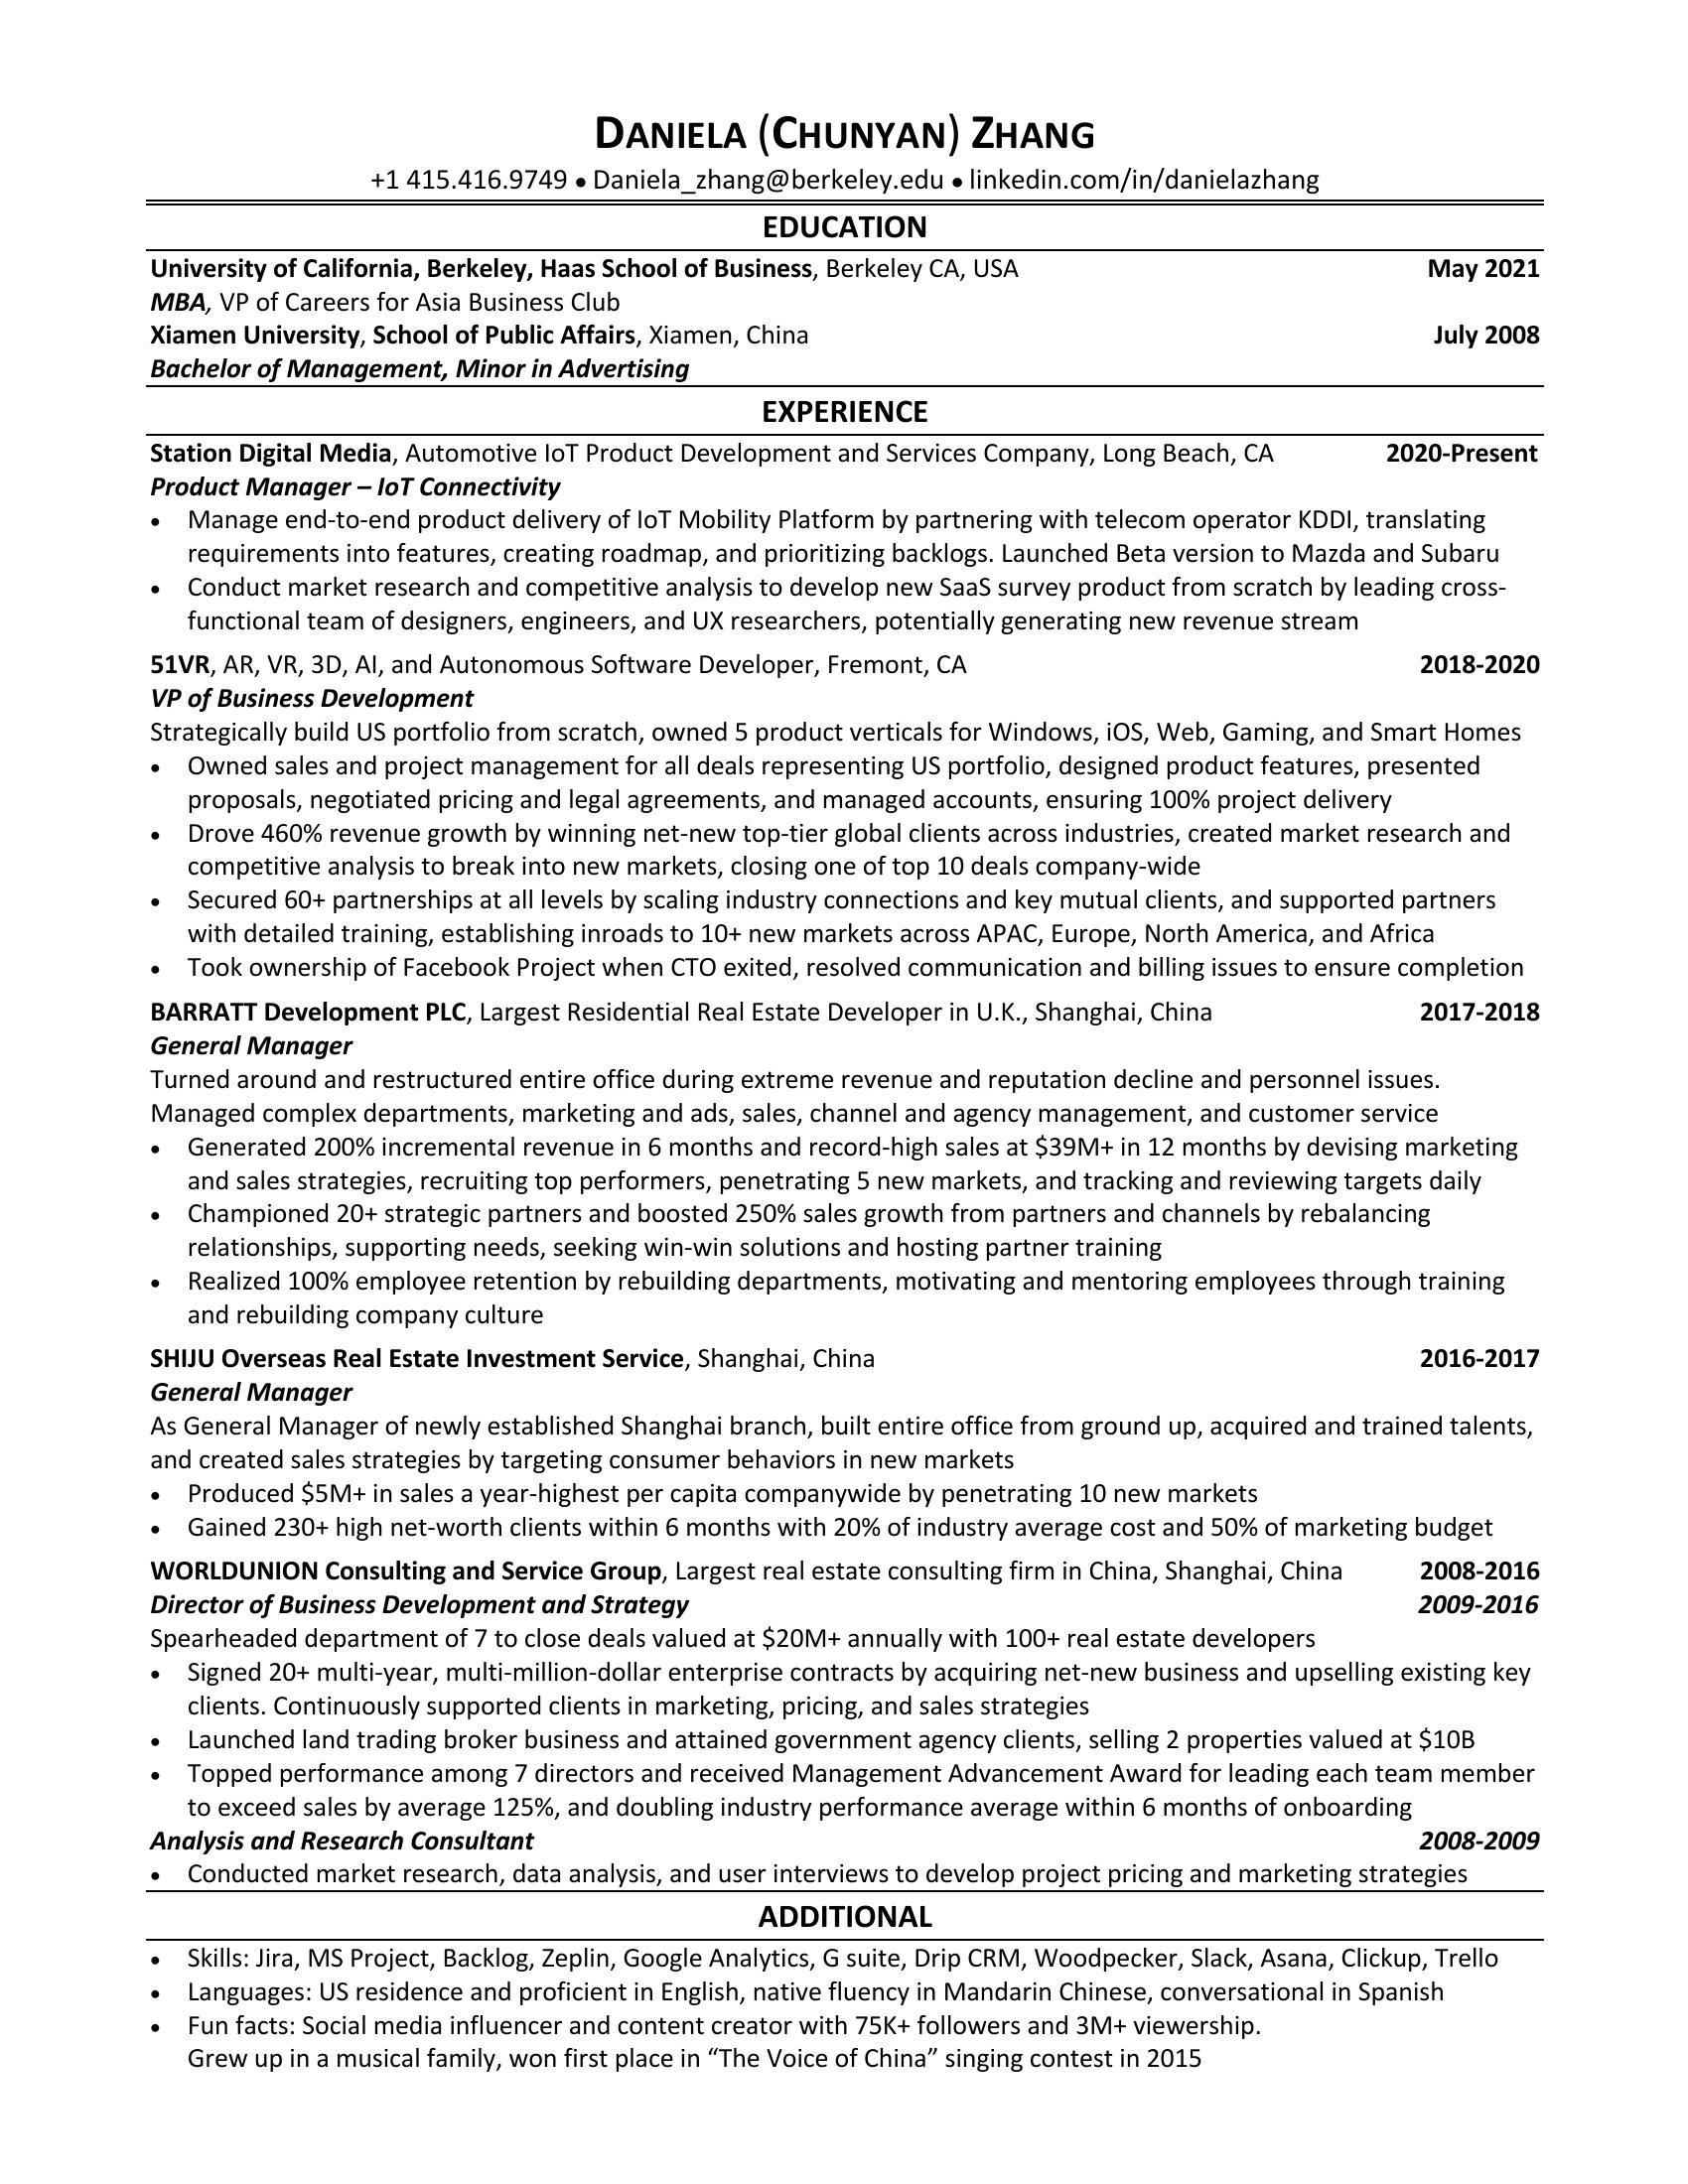 DANIELA (CHUNYAN) ZHANG
+1 415.416.9749 ● Daniela_zhang@berkeley.edu ● linkedin.com/in/danielazhang
EDUCATION
University of California, Berkeley, Haas School of Business, Berkeley CA, USA May 2021
MBA, VP of Careers for Asia Business Club
Xiamen University, School of Public Affairs, Xiamen, China July 2008
Bachelor of Management, Minor in Advertising
EXPERIENCE
Station Digital Media, Automotive IoT Product Development and Services Company, Long Beach, CA 2020-Present
Product Manager – IoT Connectivity
• Manage end-to-end product delivery of IoT Mobility Platform by partnering with telecom operator KDDI, translating
requirements into features, creating roadmap, and prioritizing backlogs. Launched Beta version to Mazda and Subaru
• Conduct market research and competitive analysis to develop new SaaS survey product from scratch by leading cross-
functional team of designers, engineers, and UX researchers, potentially generating new revenue stream
51VR, AR, VR, 3D, AI, and Autonomous Software Developer, Fremont, CA 2018-2020
VP of Business Development
Strategically build US portfolio from scratch, owned 5 product verticals for Windows, iOS, Web, Gaming, and Smart Homes
• Owned sales and project management for all deals representing US portfolio, designed product features, presented
proposals, negotiated pricing and legal agreements, and managed accounts, ensuring 100% project delivery
• Drove 460% revenue growth by winning net-new top-tier global clients across industries, created market research and
competitive analysis to break into new markets, closing one of top 10 deals company-wide
• Secured 60+ partnerships at all levels by scaling industry connections and key mutual clients, and supported partners
with detailed training, establishing inroads to 10+ new markets across APAC, Europe, North America, and Africa
• Took ownership of Facebook Project when CTO exited, resolved communication and billing issues to ensure completion
BARRATT Development PLC, Largest Residential Real Estate Developer in U.K., Shanghai, China 2017-2018
General Manager
Turned around and restructured entire office during extreme revenue and reputation decline and personnel issues.
Managed complex departments, marketing and ads, sales, channel and agency management, and customer service
• Generated 200% incremental revenue in 6 months and record-high sales at $39M+ in 12 months by devising marketing
and sales strategies, recruiting top performers, penetrating 5 new markets, and tracking and reviewing targets daily
• Championed 20+ strategic partners and boosted 250% sales growth from partners and channels by rebalancing
relationships, supporting needs, seeking win-win solutions and hosting partner training
• Realized 100% employee retention by rebuilding departments, motivating and mentoring employees through training
and rebuilding company culture
SHIJU Overseas Real Estate Investment Service, Shanghai, China 2016-2017
General Manager
As General Manager of newly established Shanghai branch, built entire office from ground up, acquired and trained talents,
and created sales strategies by targeting consumer behaviors in new markets
• Produced $5M+ in sales a year-highest per capita companywide by penetrating 10 new markets
• Gained 230+ high net-worth clients within 6 months with 20% of industry average cost and 50% of marketing budget
WORLDUNION Consulting and Service Group, Largest real estate consulting firm in China, Shanghai, China 2008-2016
Director of Business Development and Strategy 2009-2016
Spearheaded department of 7 to close deals valued at $20M+ annually with 100+ real estate developers
• Signed 20+ multi-year, multi-million-dollar enterprise contracts by acquiring net-new business and upselling existing key
clients. Continuously supported clients in marketing, pricing, and sales strategies
• Launched land trading broker business and attained government agency clients, selling 2 properties valued at $10B
• Topped performance among 7 directors and received Management Advancement Award for leading each team member
to exceed sales by average 125%, and doubling industry performance average within 6 months of onboarding
Analysis and Research Consultant 2008-2009
• Conducted market research, data analysis, and user interviews to develop project pricing and marketing strategies
ADDITIONAL
• Skills: Jira, MS Project, Backlog, Zeplin, Google Analytics, G suite, Drip CRM, Woodpecker, Slack, Asana, Clickup, Trello
• Languages: US residence and proficient in English, native fluency in Mandarin Chinese, conversational in Spanish
• Fun facts: Social media influencer and content creator with 75K+ followers and 3M+ viewership.
Grew up in a musical family, won first place in “The Voice of China” singing contest in 2015